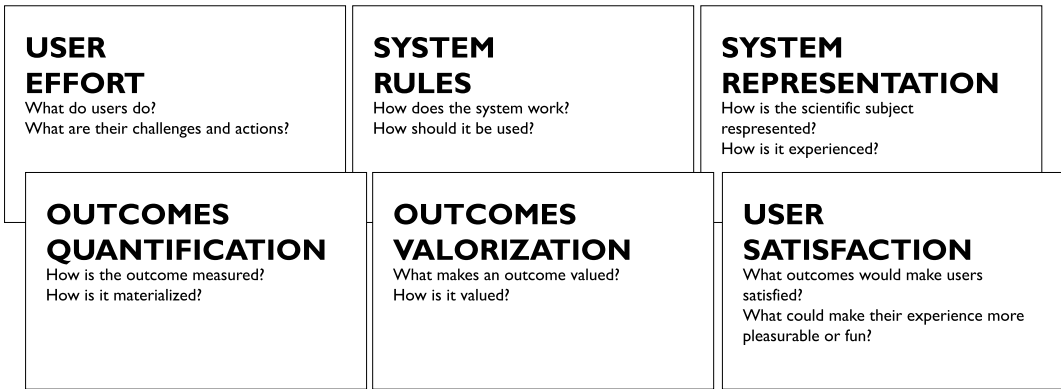 USER
EFFORT
What do users do?
What are their challenges and actions?
SYSTEM
RULES
How does the system work?
How should it be used?
SYSTEM
REPRESENTATION
How is the scientific subject
respresented?
How is it experienced?
OUTCOMES
QUANTIFICATION
How is the outcome measured?
How is it materialized?
OUTCOMES
VALORIZATION
What makes an outcome valued?
How is it valued?
USER
SATISFACTION
What outcomes would make users
satisfied?
What could make their experience more
pleasurable or fun?